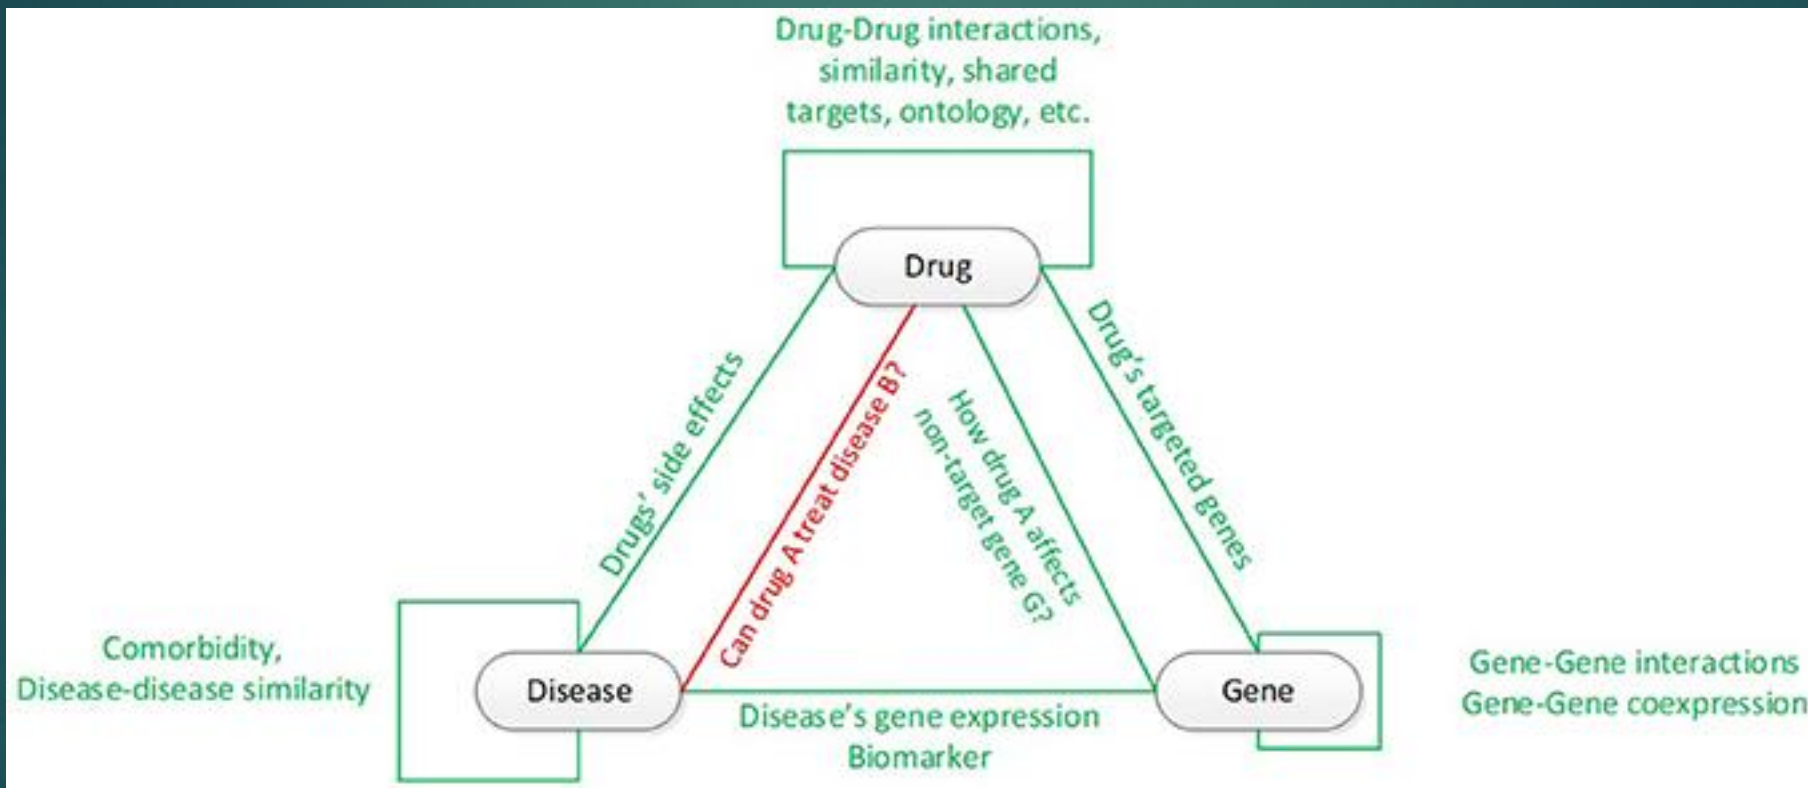 Drug-Drug interactions,
similarity, shared
targets, ontology, etc.
Drug
Drugs' side effects
Can drug A treat disease B?
How drug A affects
non-target gene G?
Drug's targeted genes
Comorbidity,
Disease-disease similarity
Disease
Disease's gene expression
Biomarker
Gene
Gene-Gene interactions
Gene-Gene coexpression